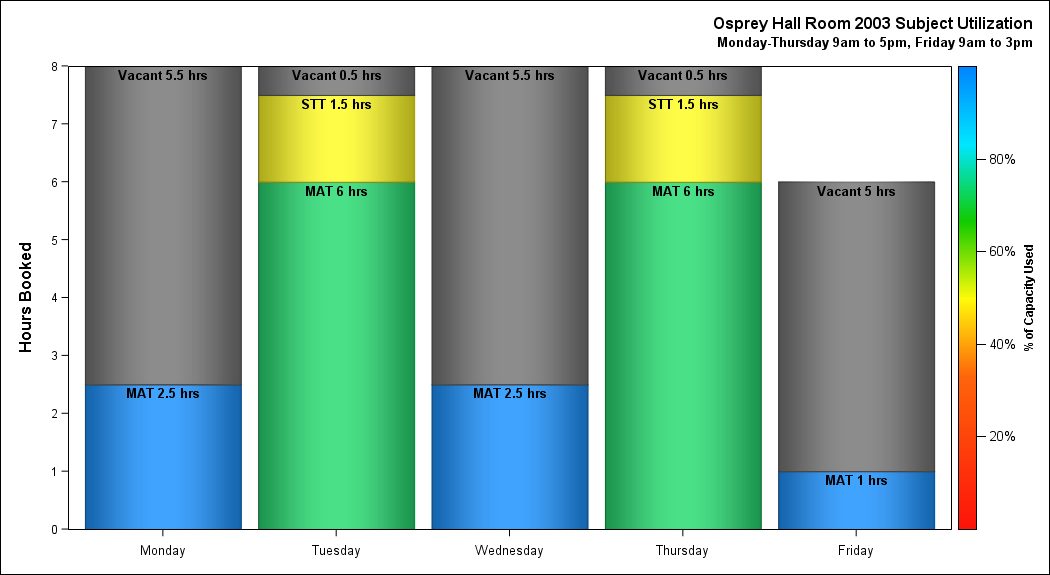 Osprey Hall Room 2003 Subject Utilization
Monday-Thursday 9am to 5pm, Friday 9am to 3pm
Hours Booked
8
7
6
5
4
3
2
1
0
Vacant 5.5 hrs
MAT 2.5 hrs
Vacant 0.5 hrs
STT 1.5 hrs
MAT 6 hrs
Vacant 5.5 hrs
MAT 2.5 hrs
Vacant 0.5 hrs
STT 1.5 hrs
MAT 6 hrs
Vacant 5 hrs
MAT 1 hrs
Monday
Tuesday
Wednesday
Thursday
Friday
80%
60%
40%
20%
% of Capacity Used